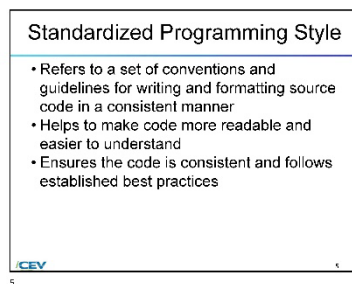 Standardized Programming Style
• Refers to a set of conventions and
guidelines for writing and formatting source
code in a consistent manner
• Helps to make code more readable and
easier to understand
• Ensures the code is consistent and follows
established best practices
iCEV
5
5